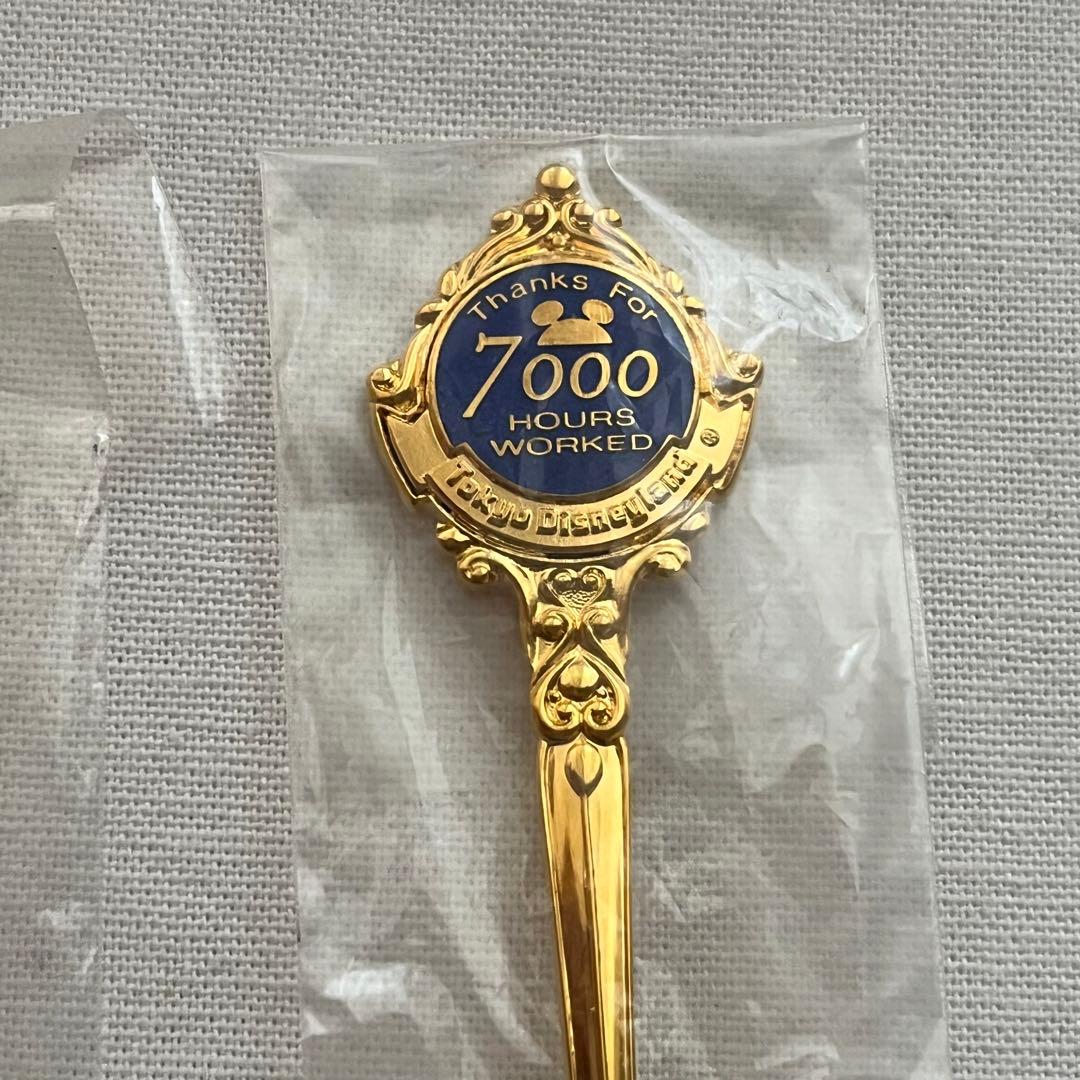 Thanks For
7000
HOURS
WORKED
Tokyo Disneyland ®